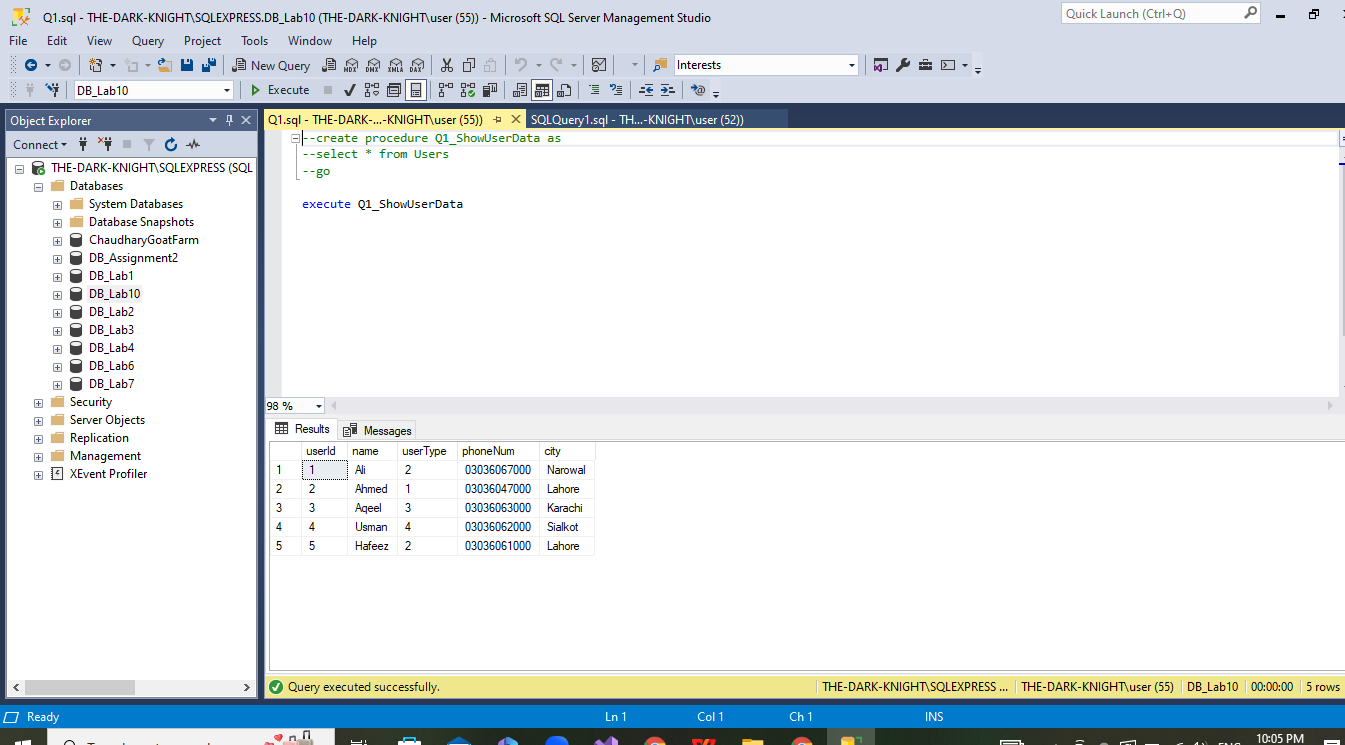 Q1.sql - THE-DARK-KNIGHT\SQLEXPRESS.DB_Lab10 (THE-DARK-KNIGHT\user (55)) - Microsoft SQL Server Management Studio
Quick Launch (Ctrl+Q)
File Edit View Query Project Tools Window Help
New Query MDX DMX XMLA DAX Interests
DB_Lab10 Execute
Object Explorer
Q1.sql - THE-DARK-...-KNIGHT\user (55)) SQLQuery1.sql - TH...-KNIGHT\user (52))
Connect
THE-DARK-KNIGHT\SQLEXPRESS (SQL
Databases
System Databases
Database Snapshots
ChaudharyGoatFarm
DB_Assignment2
DB_Lab1
DB_Lab10
DB_Lab2
DB_Lab3
DB_Lab4
DB_Lab6
DB_Lab7
Security
Server Objects
Replication
Management
XEvent Profiler
--create procedure Q1_ShowUserData as
--select * from Users
--go
execute Q1_ShowUserData
98 %
Results Messages
userId name userType phoneNum city
1 1 Ali 2 03036067000 Narowal
2 2 Ahmed 1 03036047000 Lahore
3 3 Aqeel 3 03036063000 Karachi
4 4 Usman 4 03036062000 Sialkot
5 5 Hafeez 2 03036061000 Lahore
Query executed successfully. THE-DARK-KNIGHT\SQLEXPRESS ... THE-DARK-KNIGHT\user (55) DB_Lab10 00:00:00 5 rows
Ready Ln 1 Col 1 Ch 1 INS
10:05 PM